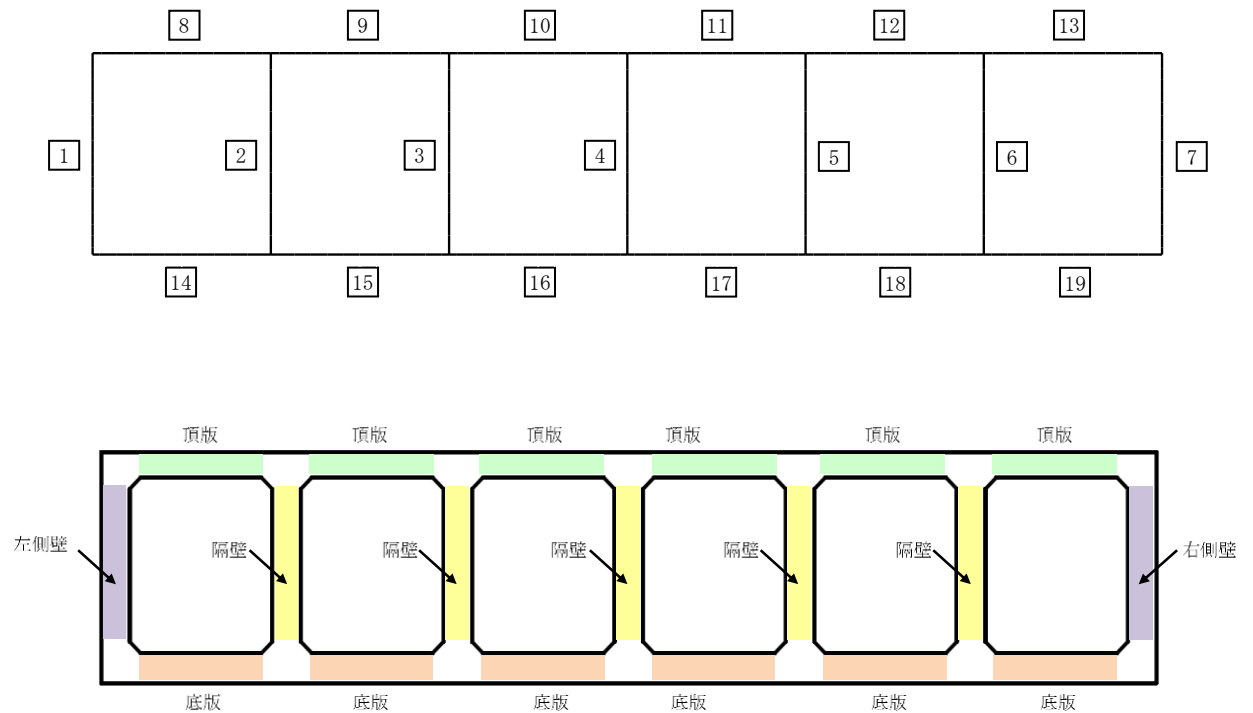 8 9 10 11 12 13
1 2 3 4 5 6 7
14 15 16 17 18 19
頂版 頂版 頂版 頂版 頂版 頂版
左側壁 隔壁 隔壁 隔壁 隔壁 隔壁 右側壁
底版 底版 底版 底版 底版 底版